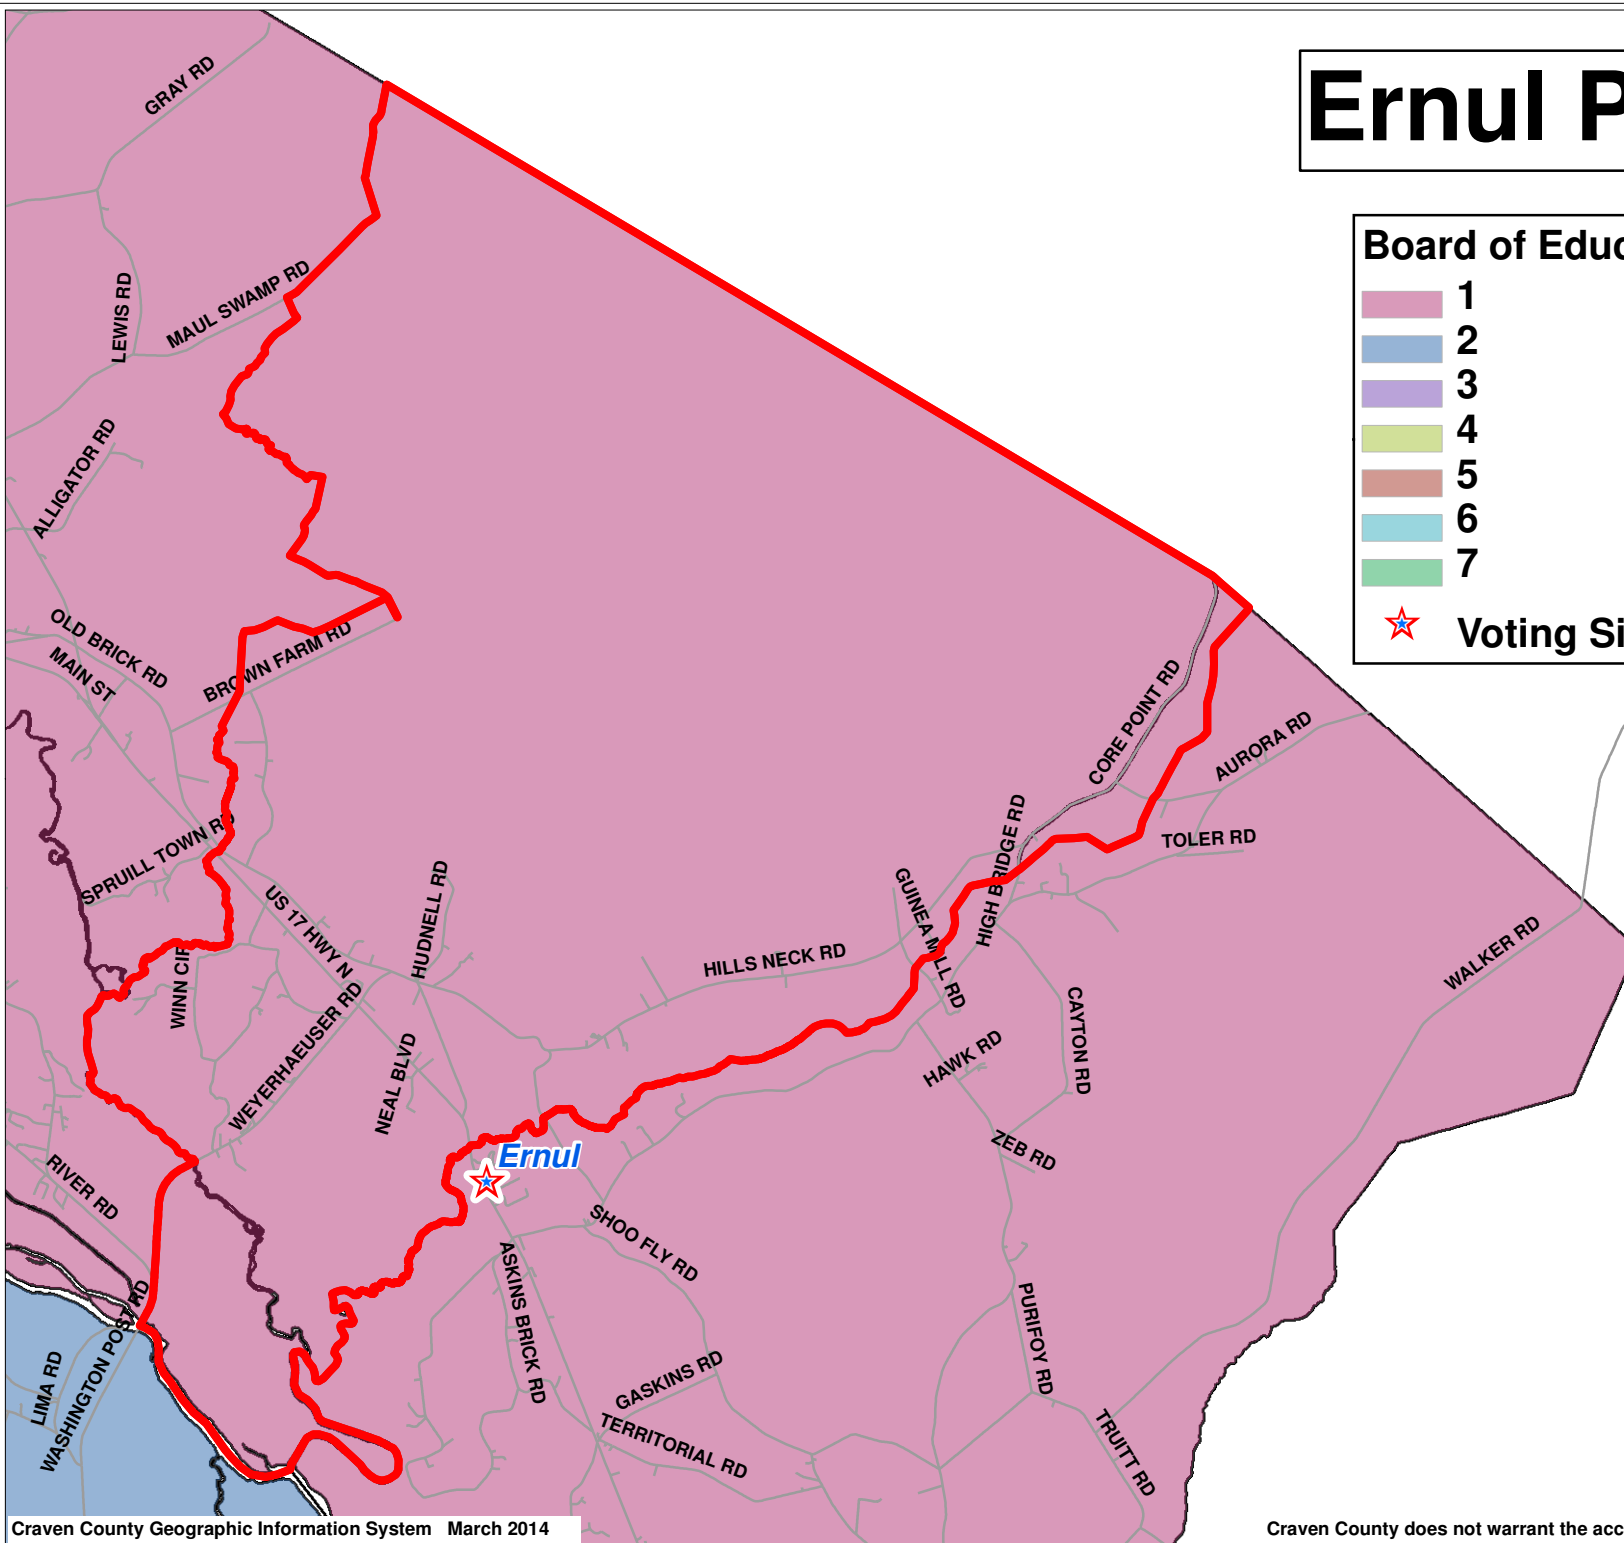 Ernul P
Board of Educ
1
2
3
4
5
6
7
Voting Si
GRAY RD
LEWIS RD
MAUL SWAMP RD
ALLIGATOR RD
OLD BRICK RD
MAIN ST
BROWN FARM RD
SPRUILL TOWN RD
US 17 HWY N
HUDNELL RD
WINN CIR
WEYERHAEUSER RD
NEAL BLVD
HILLS NECK RD
GUINEA MILL RD
HIGH BRIDGE RD
CORE POINT RD
AURORA RD
TOLER RD
WALKER RD
CAYTON RD
HAWK RD
ZEB RD
Ernul
RIVER RD
SHOO FLY RD
ASKINS BRICK RD
PURIFOY RD
WASHINGTON POST RD
LIMA RD
GASKINS RD
TERRITORIAL RD
TRUITT RD
Craven County Geographic Information System March 2014
Craven County does not warrant the acc